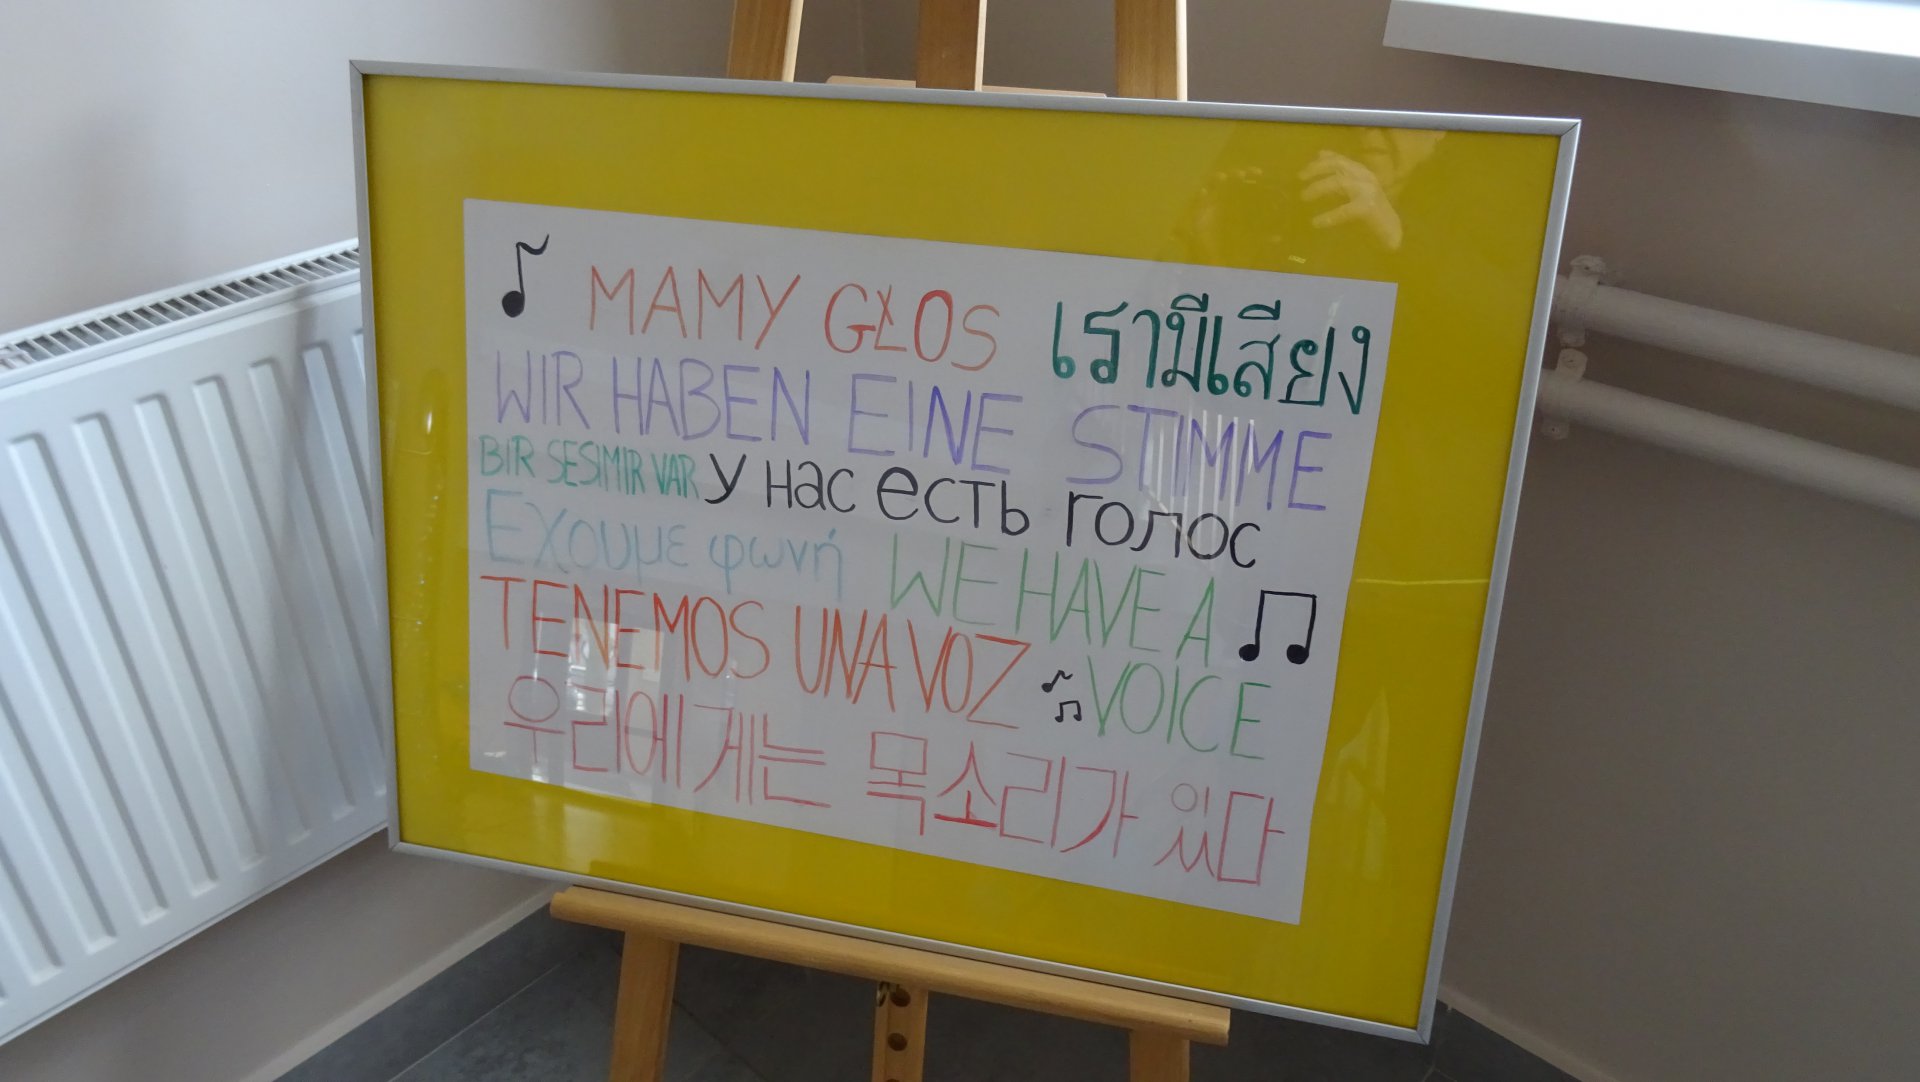 MAMY GŁOS เรามีเสียง
WIR HABEN EINE STIMME
BIR SESIMIR VAR У нас есть голос
Εχουμε φωνή WE HAVE A
TENEMOS UNA VOZ VOICE
우리에게는 목소리가 있다